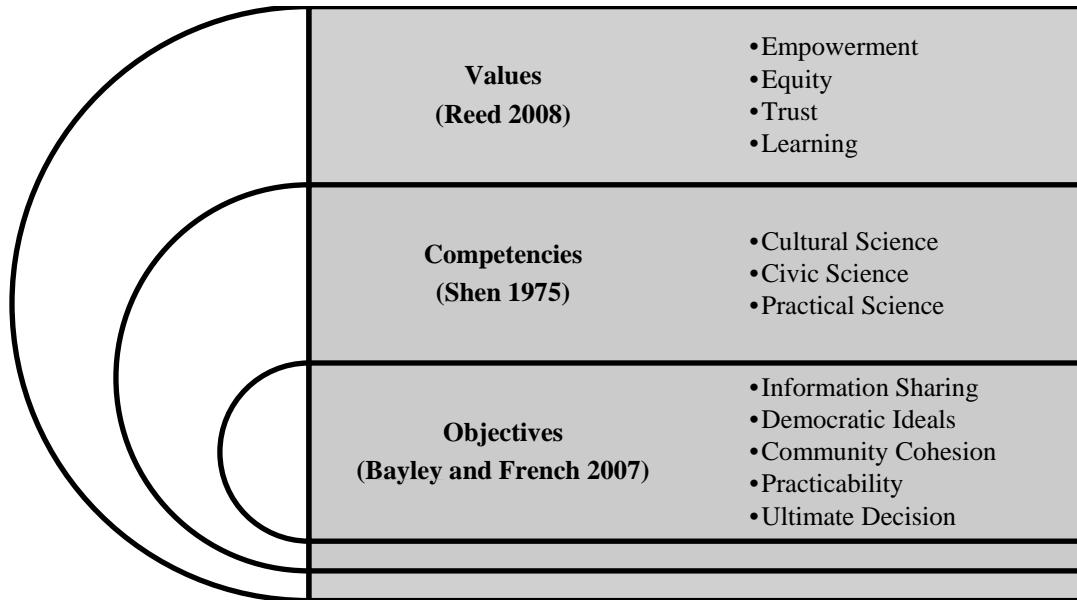 Values
(Reed 2008)
•Empowerment
•Equity
•Trust
•Learning
Competencies
(Shen 1975)
•Cultural Science
•Civic Science
•Practical Science
Objectives
(Bayley and French 2007)
•Information Sharing
•Democratic Ideals
•Community Cohesion
•Practicability
•Ultimate Decision